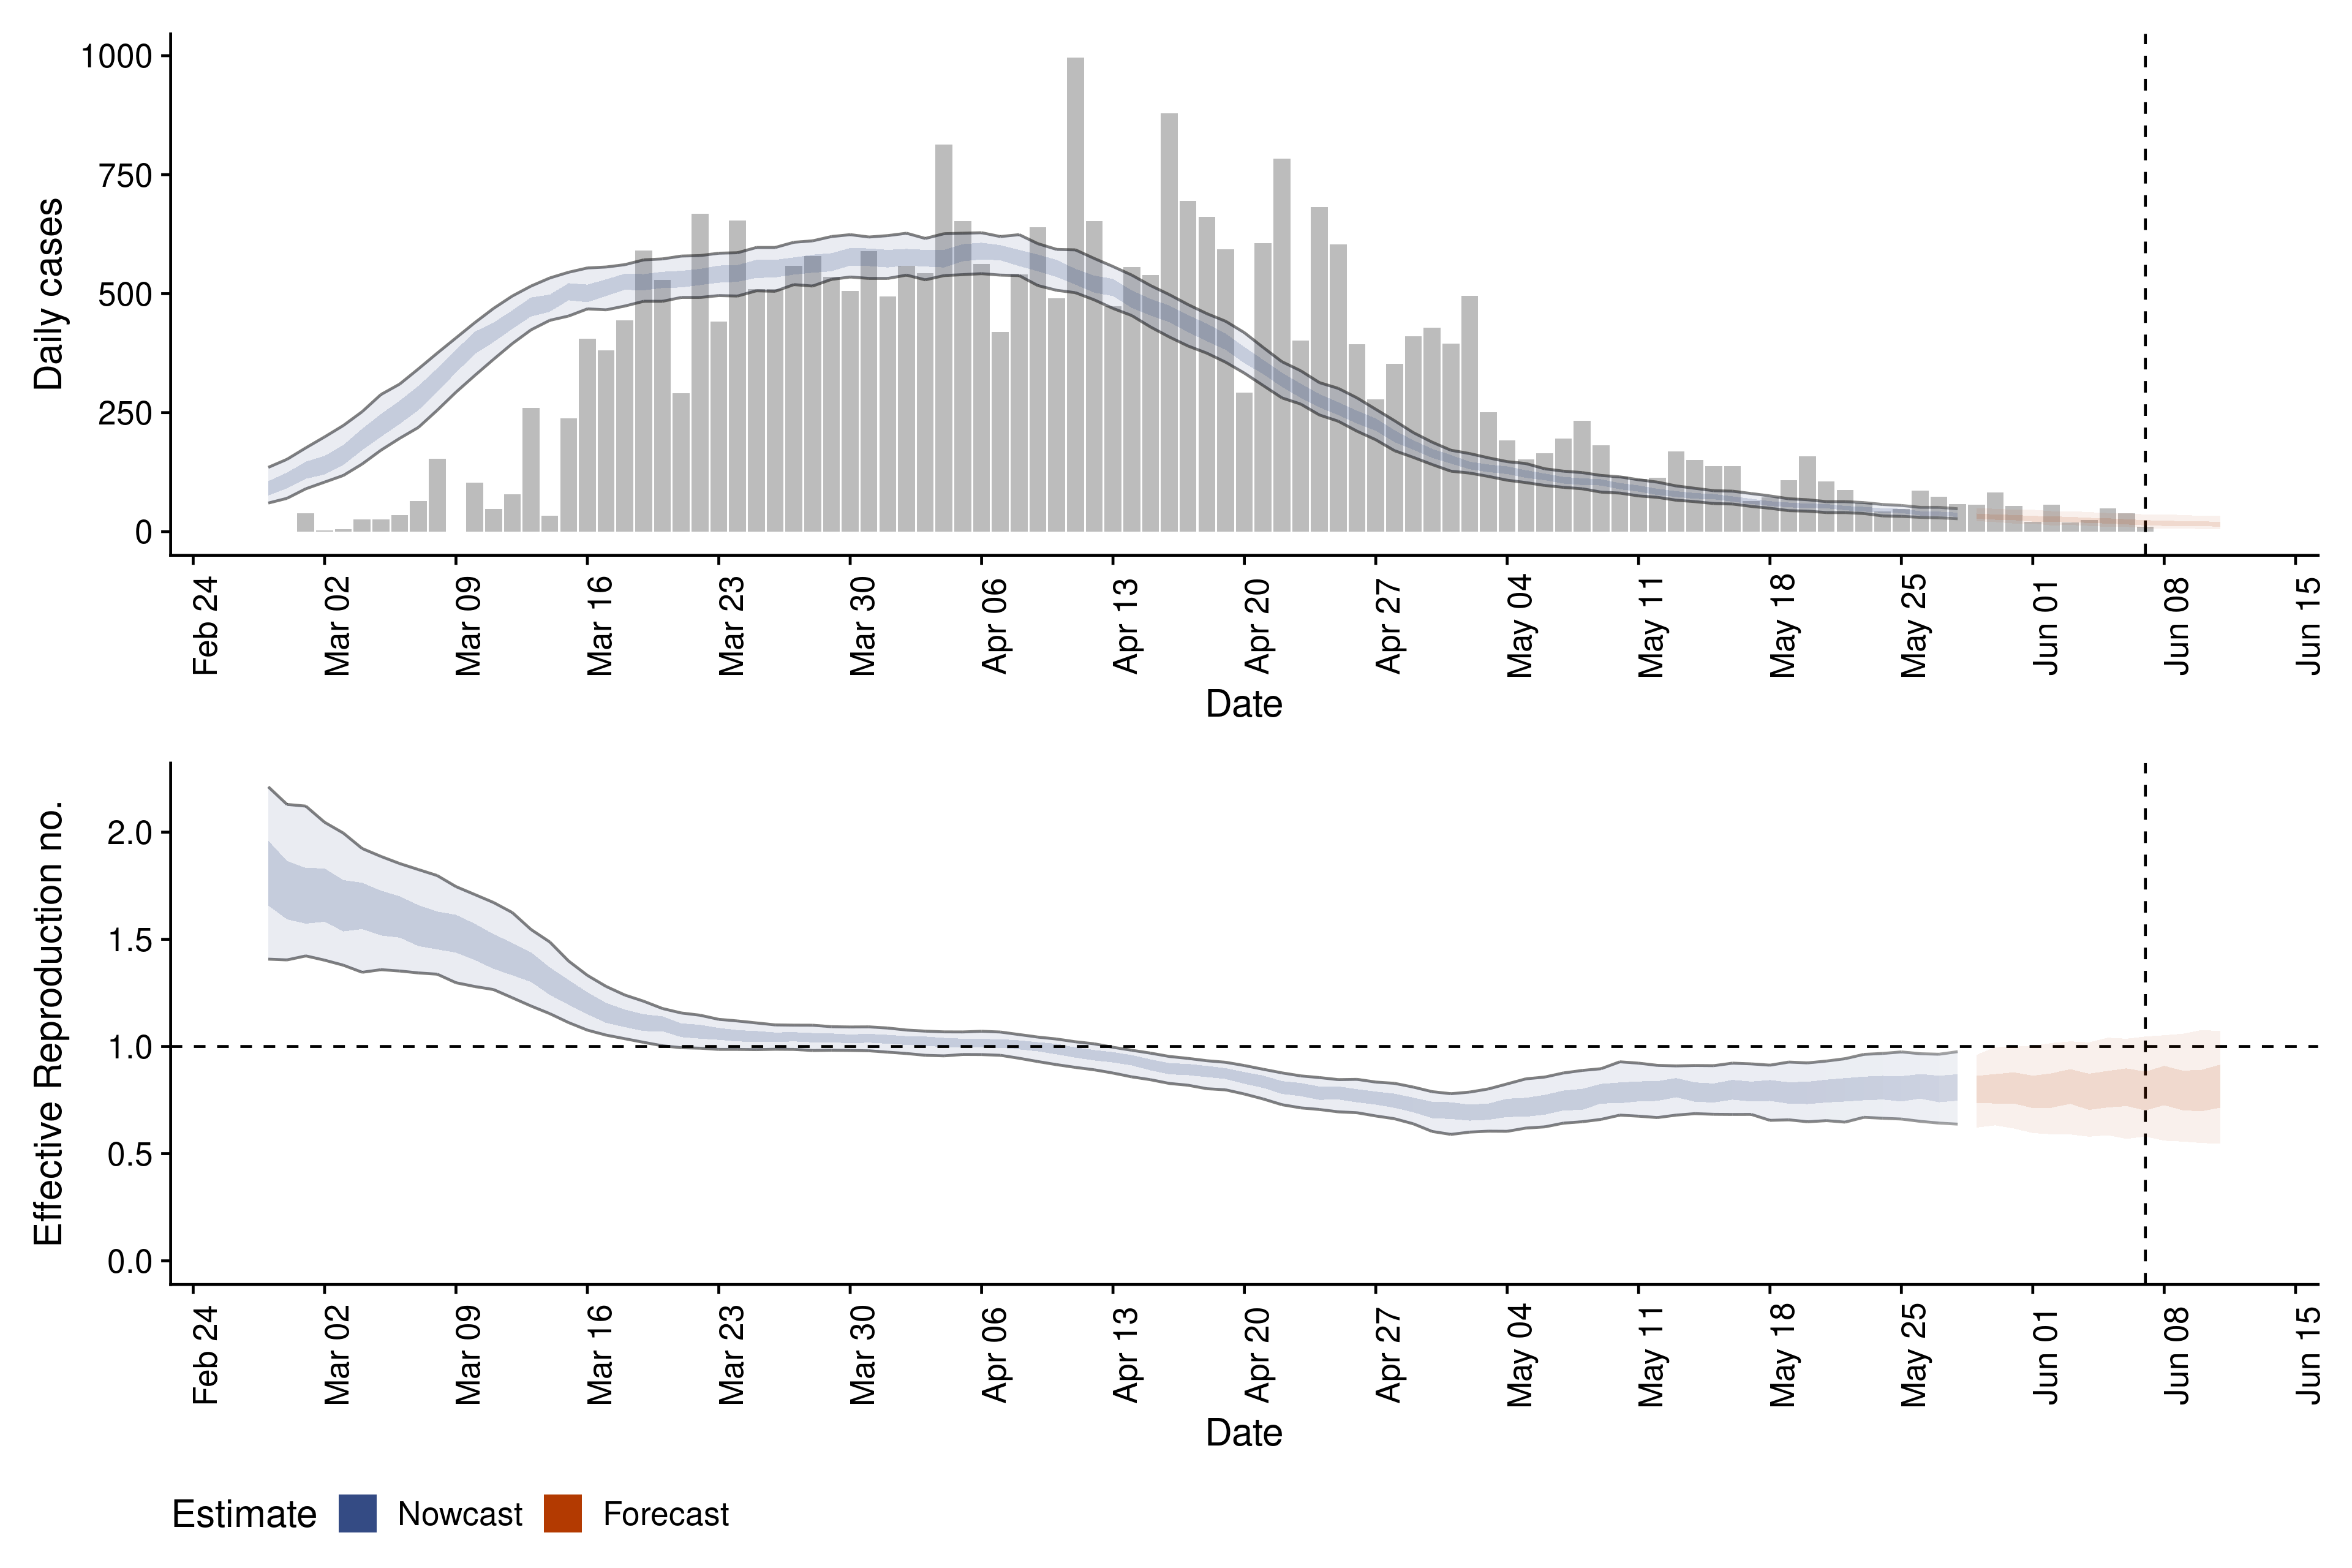 Daily cases
1000
750
500
250
0
Feb 24
Mar 02
Mar 09
Mar 16
Mar 23
Mar 30
Apr 06
Apr 13
Apr 20
Apr 27
May 04
May 11
May 18
May 25
Jun 01
Jun 08
Jun 15
Date
Effective Reproduction no.
2.0
1.5
1.0
0.5
0.0
Feb 24
Mar 02
Mar 09
Mar 16
Mar 23
Mar 30
Apr 06
Apr 13
Apr 20
Apr 27
May 04
May 11
May 18
May 25
Jun 01
Jun 08
Jun 15
Date
Estimate Nowcast Forecast